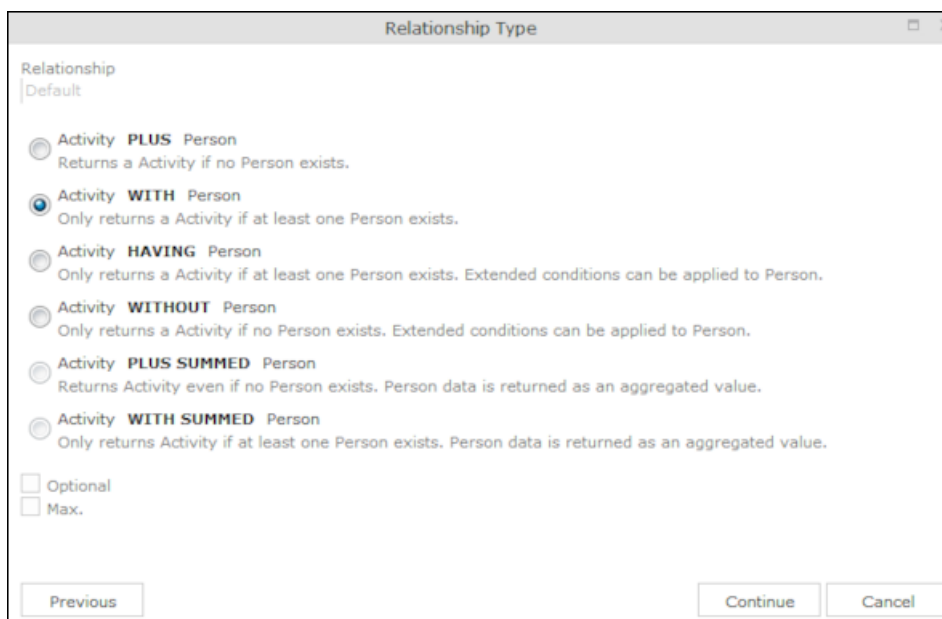 Relationship Type
Relationship
Default
Activity PLUS Person
Returns a Activity if no Person exists.
Activity WITH Person
Only returns a Activity if at least one Person exists.
Activity HAVING Person
Only returns a Activity if at least one Person exists. Extended conditions can be applied to Person.
Activity WITHOUT Person
Only returns a Activity if no Person exists. Extended conditions can be applied to Person.
Activity PLUS SUMMED Person
Returns Activity even if no Person exists. Person data is returned as an aggregated value.
Activity WITH SUMMED Person
Only returns Activity if at least one Person exists. Person data is returned as an aggregated value.
Optional
Max.
Previous Continue Cancel